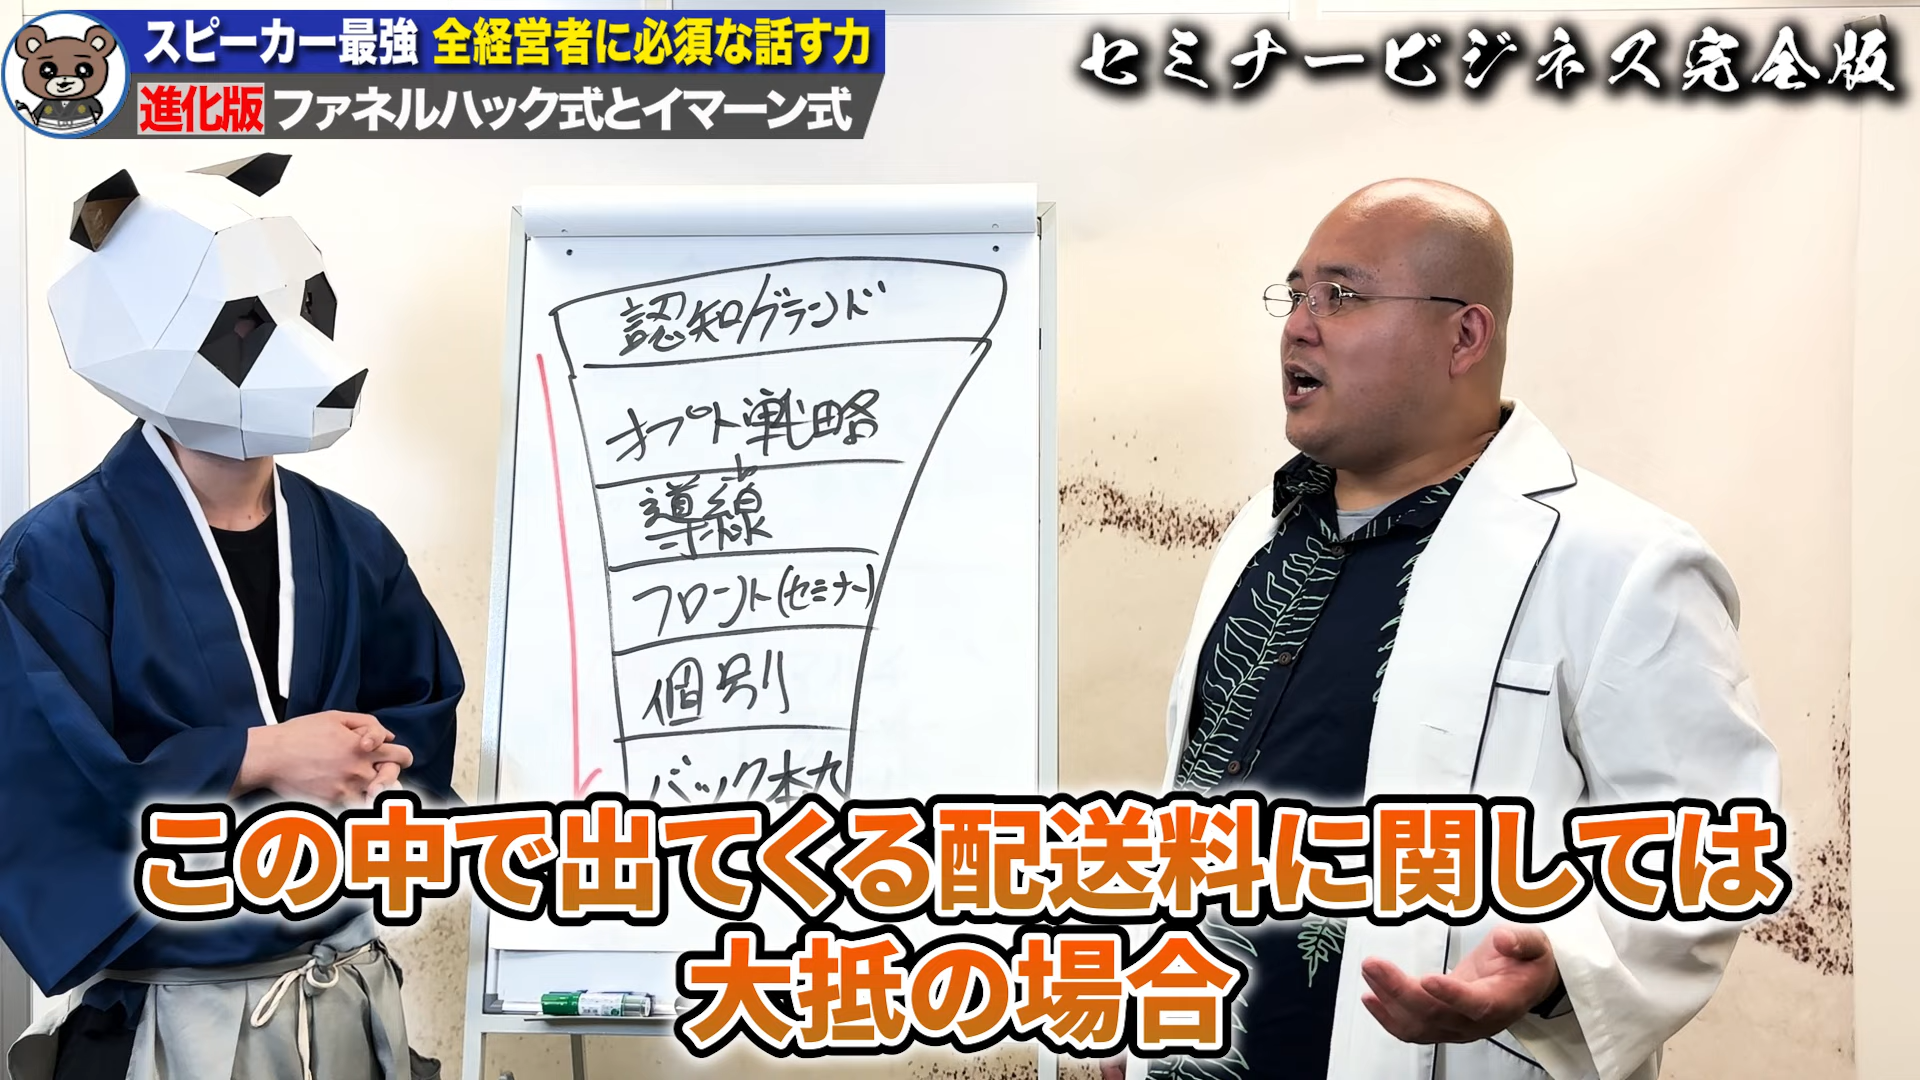 スピーカー最強 全経営者に必須な話す力
進化版 ファネルハック式とイマーン式
セミナービジネス完全版
認知グランド
オプト戦略
導線
フロント(セミナー)
個別
バック本丸
この中で出てくる配送料に関しては
大抵の場合